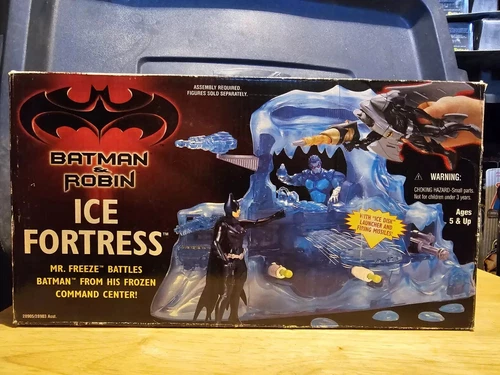 ASSEMBLY REQUIRED.
FIGURES SOLD SEPARATELY.
BATMAN
&
ROBIN
ICE
FORTRESS™
MR. FREEZE™ BATTLES
BATMAN™ FROM HIS FROZEN
COMMAND CENTER!
WITH "ICE DISK"
LAUNCHER AND
FIRING MISSILES!
⚠ WARNING:
CHOKING HAZARD-Small parts.
Not for children under 3 years.
Ages
5 & Up